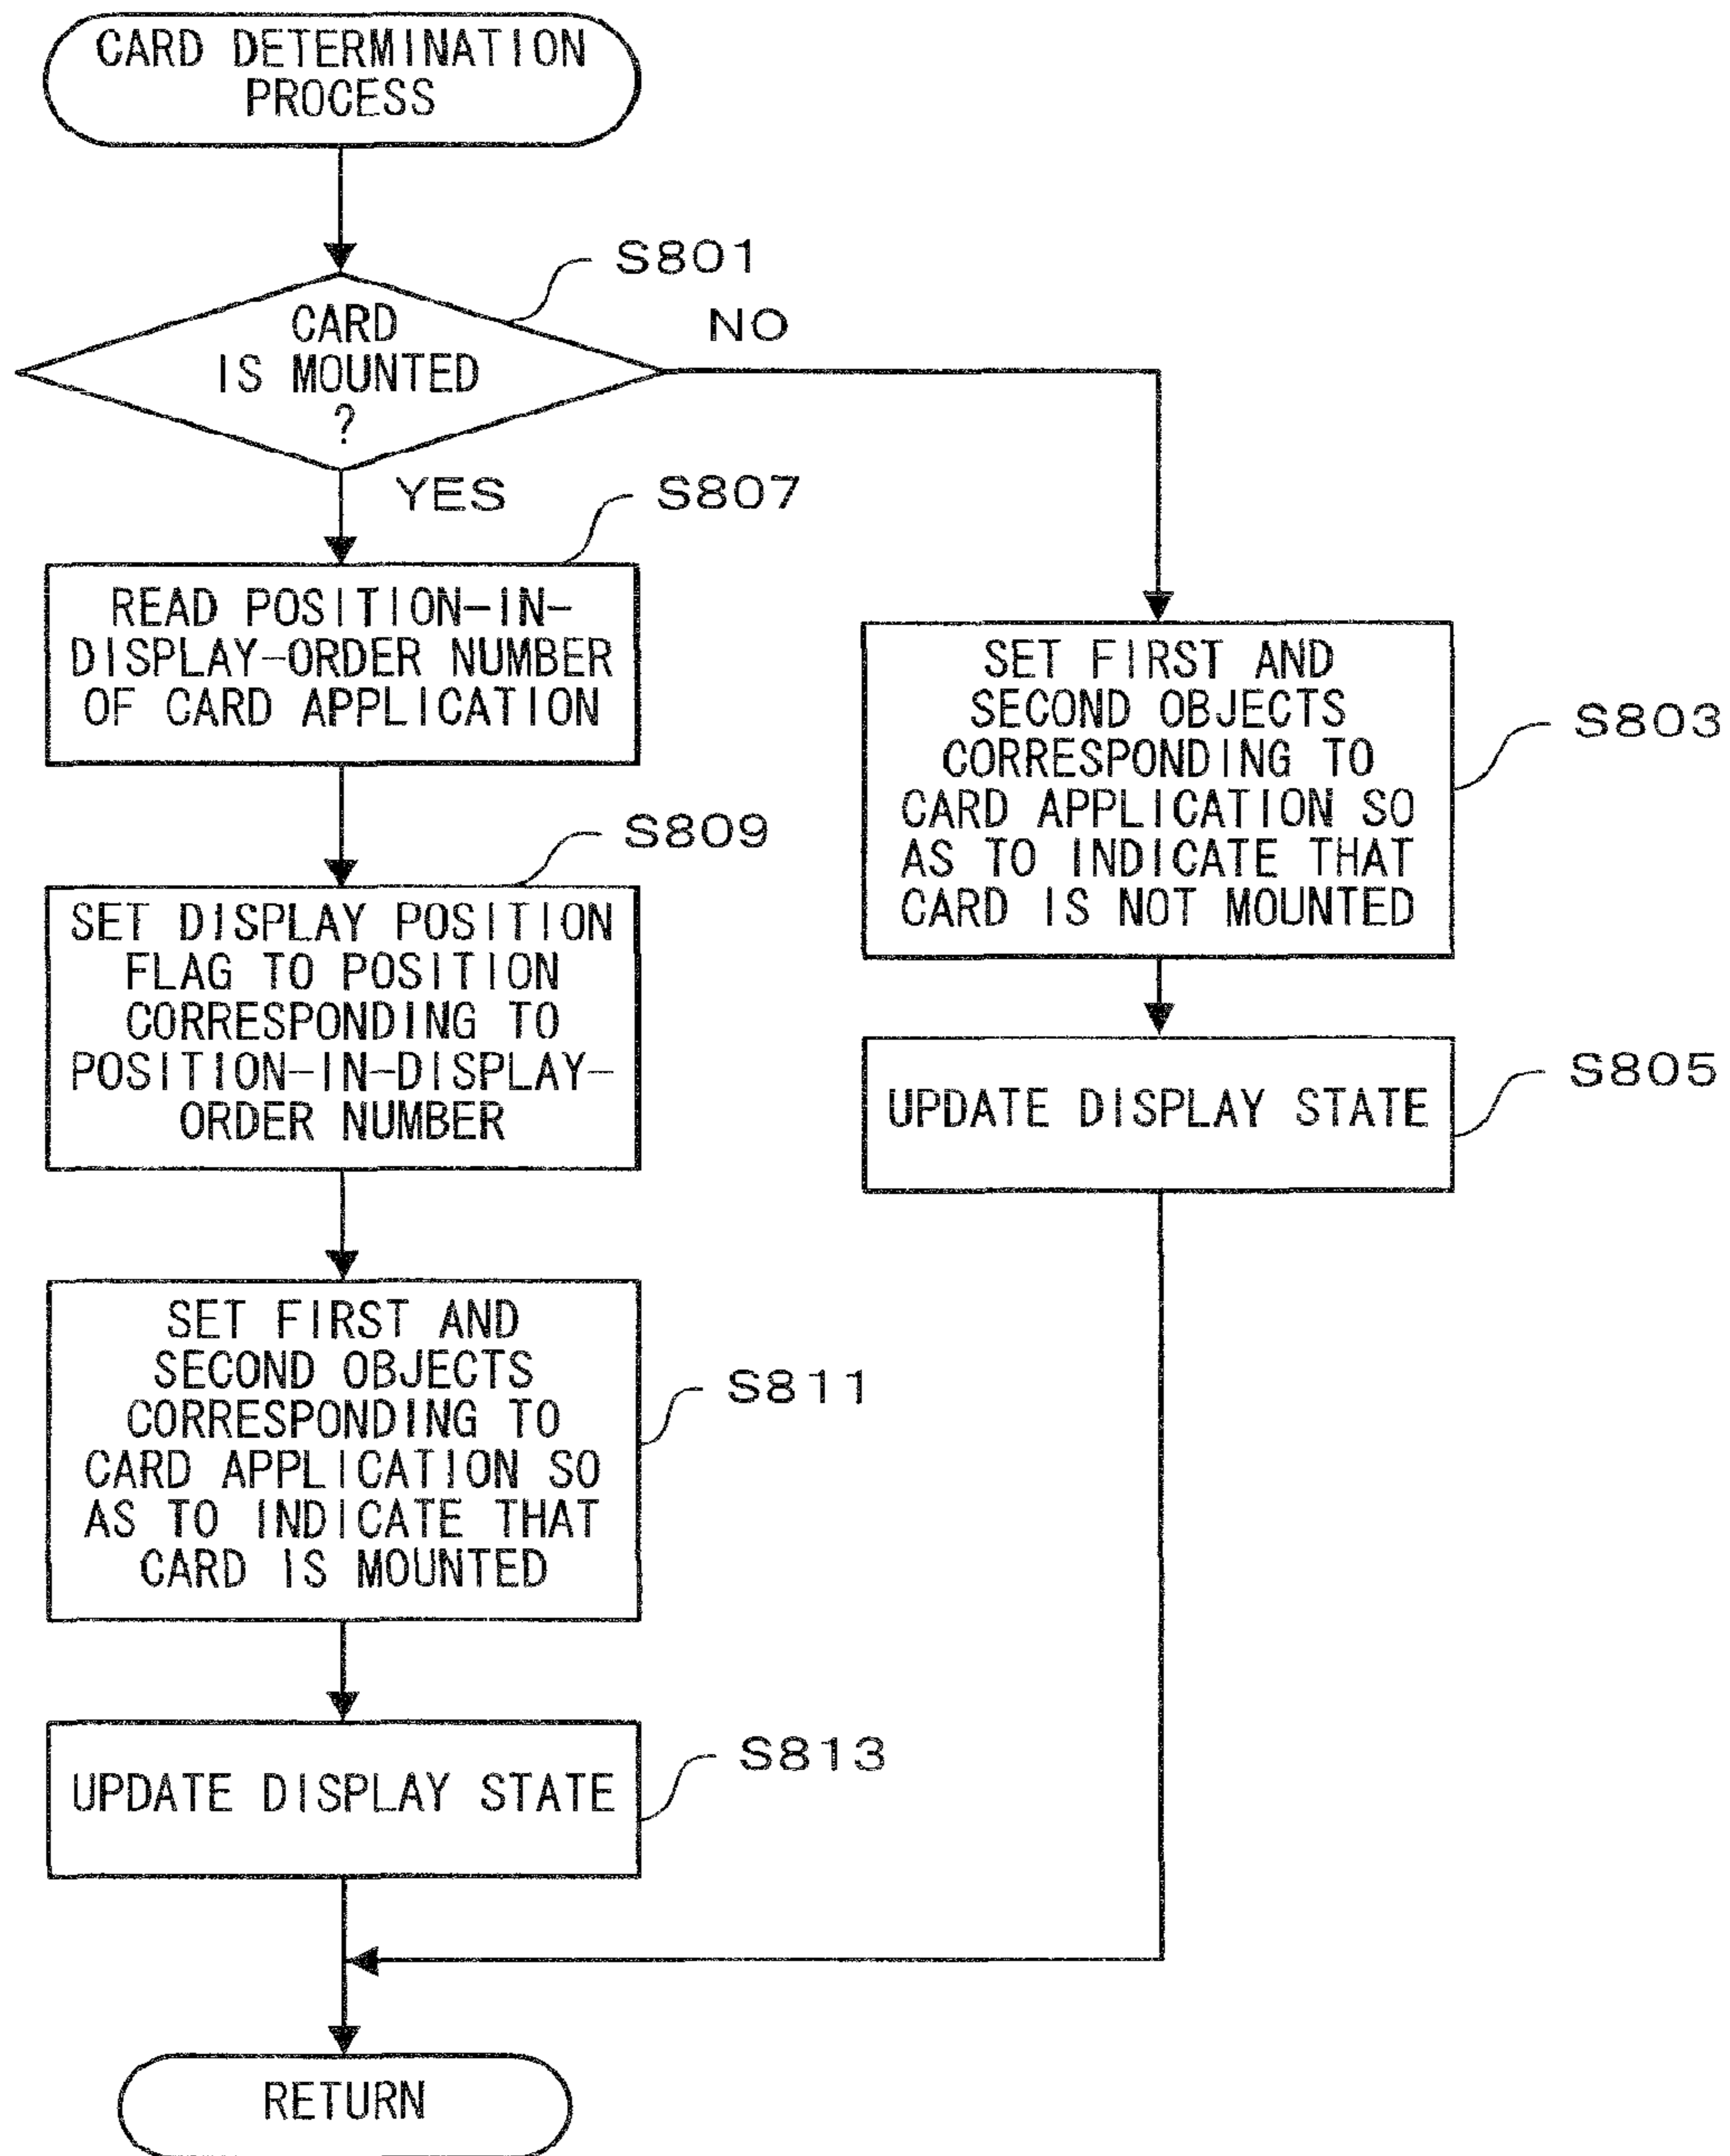 CARD DETERMINATION
PROCESS
S801
CARD
IS MOUNTED
?
NO
YES
S807
READ POSITION-IN-
DISPLAY-ORDER NUMBER
OF CARD APPLICATION
S809
SET DISPLAY POSITION
FLAG TO POSITION
CORRESPONDING TO
POSITION-IN-DISPLAY-
ORDER NUMBER
S811
SET FIRST AND
SECOND OBJECTS
CORRESPONDING TO
CARD APPLICATION SO
AS TO INDICATE THAT
CARD IS MOUNTED
S813
UPDATE DISPLAY STATE
SET FIRST AND
SECOND OBJECTS
CORRESPONDING TO
CARD APPLICATION SO
AS TO INDICATE THAT
CARD IS NOT MOUNTED
S803
UPDATE DISPLAY STATE
S805
RETURN